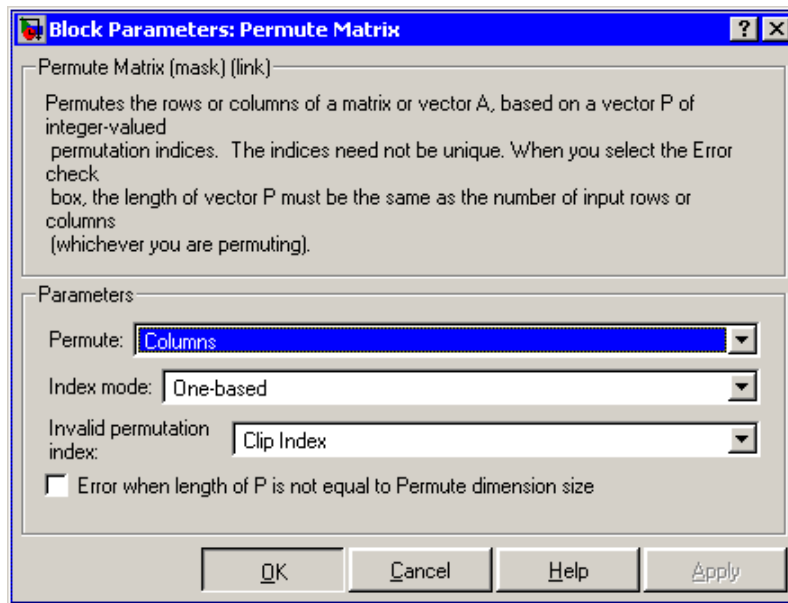 Block Parameters: Permute Matrix
Permute Matrix (mask) (link)
Permutes the rows or columns of a matrix or vector A, based on a vector P of
integer-valued
permutation indices. The indices need not be unique. When you select the Error
check
box, the length of vector P must be the same as the number of input rows or
columns
(whichever you are permuting).
Parameters
Permute: Columns
Index mode: One-based
Invalid permutation
index: Clip Index
Error when length of P is not equal to Permute dimension size
OK Cancel Help Apply